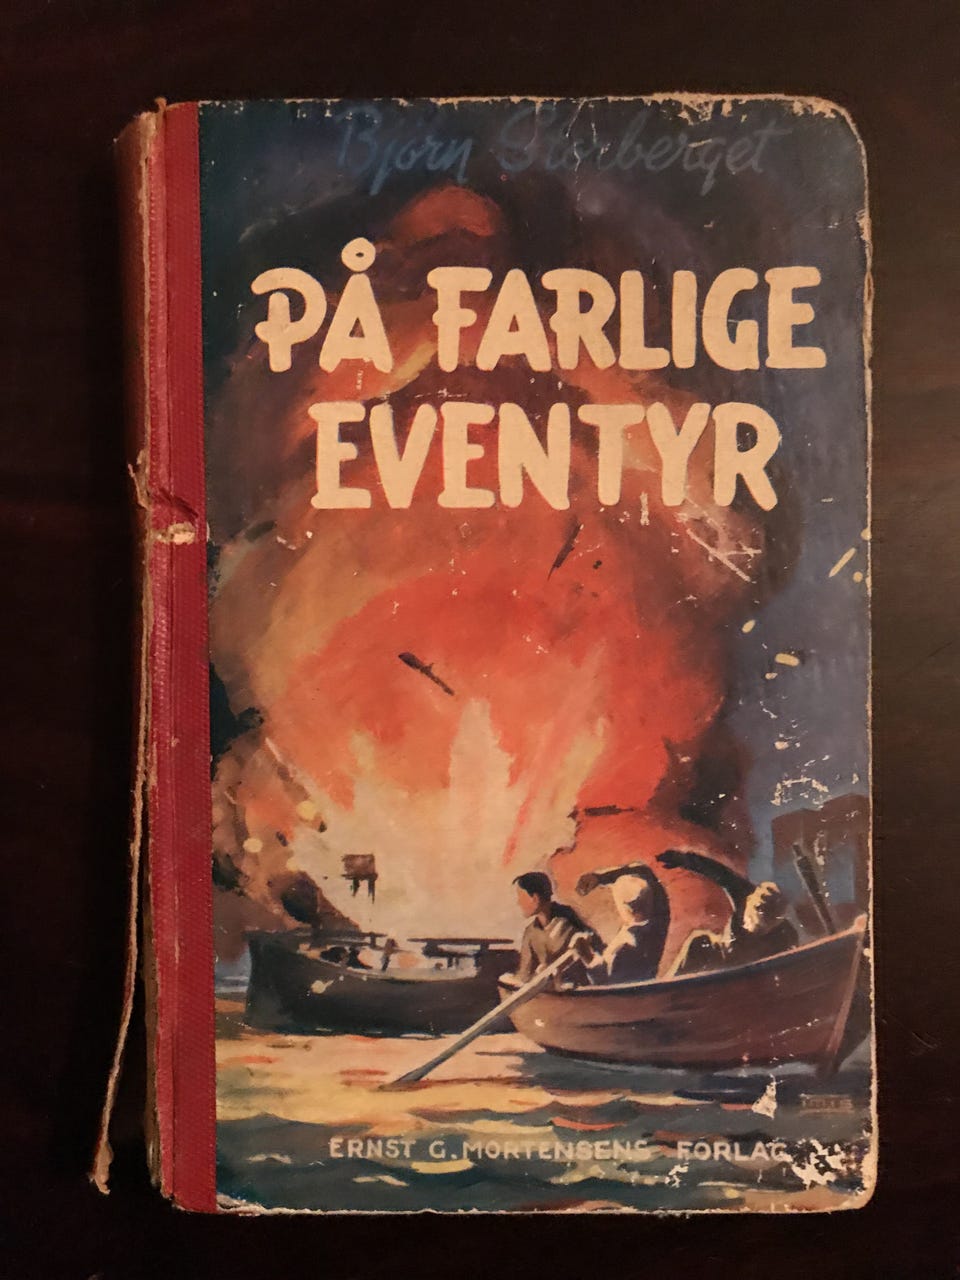 Bjørn Storberget
PÅ FARLIGE
EVENTYR
ERNST G. MORTENSENS FORLAG